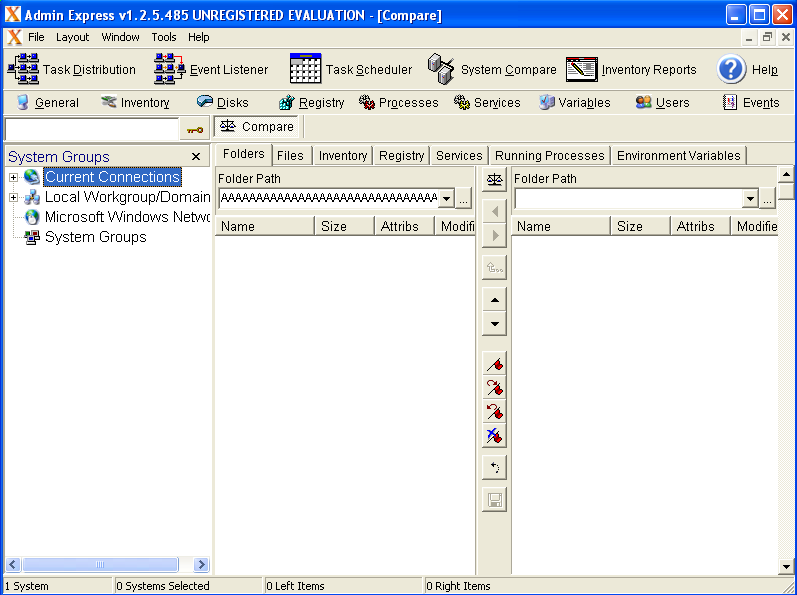 Admin Express v1.2.5.485 UNREGISTERED EVALUATION - [Compare]
File Layout Window Tools Help
Task Distribution Event Listener Task Scheduler System Compare Inventory Reports Help
General Inventory Disks Registry Processes Services Variables Users Events
Compare
System Groups
Folders Files Inventory Registry Services Running Processes Environment Variables
Current Connections
Folder Path Folder Path
Local Workgroup/Domain
AAAAAAAAAAAAAAAAAAAAAAAAAAAAAAA ... ...
Microsoft Windows Netwo
Name Size Attribs Modifi Name Size Attribs Modifie
System Groups
1 System 0 Systems Selected 0 Left Items 0 Right Items